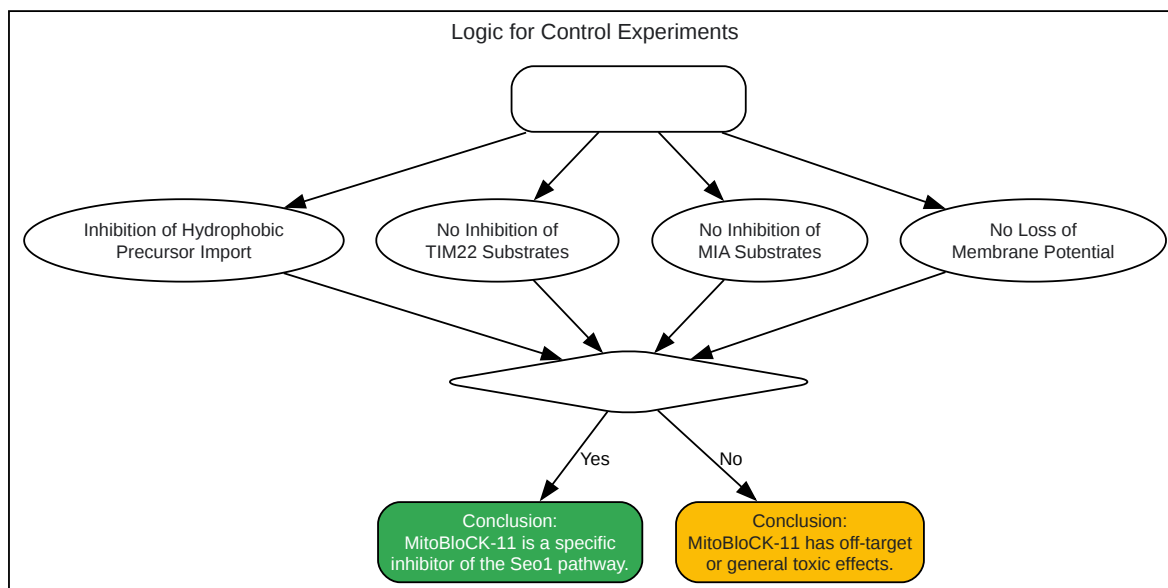 Logic for Control Experiments
Inhibition of Hydrophobic
Precursor Import
No Inhibition of
TIM22 Substrates
No Inhibition of
MIA Substrates
No Loss of
Membrane Potential
Yes
No
Conclusion:
MitoBloCK-11 is a specific
inhibitor of the Seo1 pathway.
Conclusion:
MitoBloCK-11 has off-target
or general toxic effects.